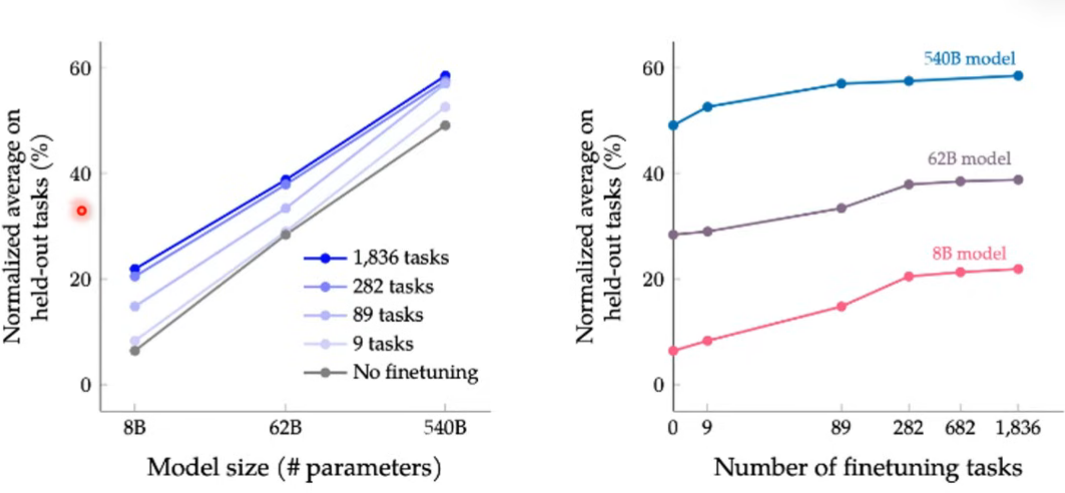 Normalized average on
held-out tasks (%)
60
40
20
0
1,836 tasks
282 tasks
89 tasks
9 tasks
No finetuning
8B
62B
540B
Model size (# parameters)
Normalized average on
held-out tasks (%)
60
40
20
0
540B model
62B model
8B model
0 9 89 282 682 1,836
Number of finetuning tasks